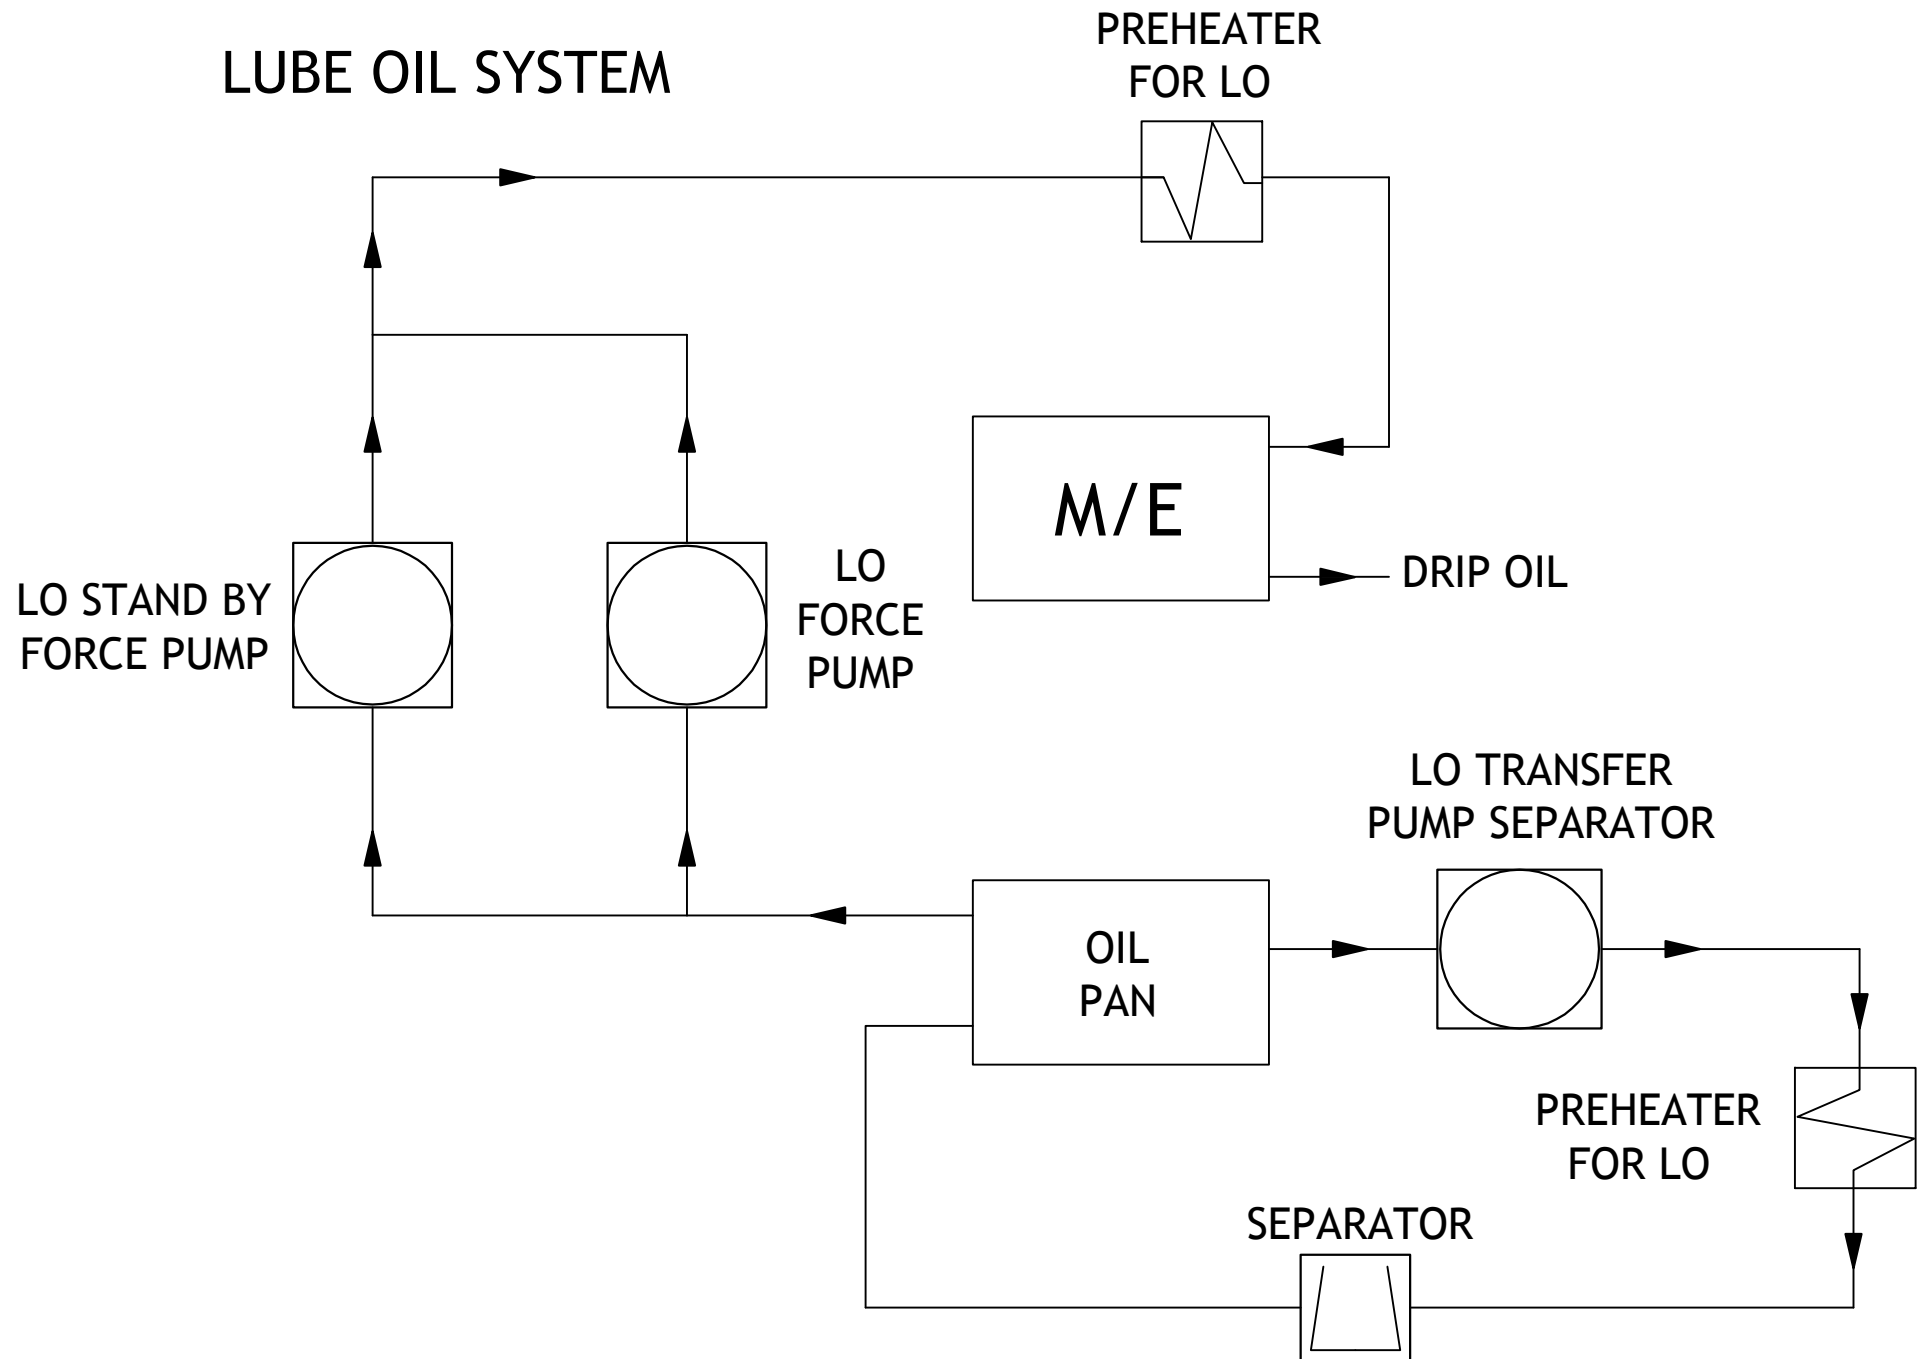 LUBE OIL SYSTEM
PREHEATER
FOR LO
M/E
DRIP OIL
LO STAND BY
FORCE PUMP
LO
FORCE
PUMP
LO TRANSFER
PUMP SEPARATOR
OIL
PAN
PREHEATER
FOR LO
SEPARATOR